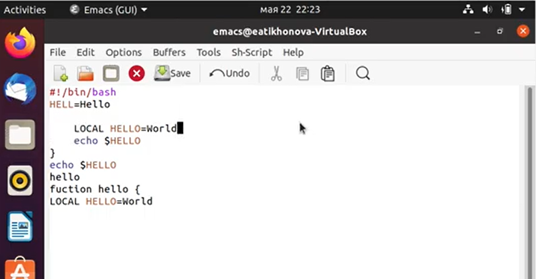 Activities Emacs (GUI) мая 22 22:23
emacs@eatikhonova-VirtualBox
File Edit Options Buffers Tools Sh-Script Help
Save Undo
#!/bin/bash
HELL=Hello
LOCAL HELLO=World
echo $HELLO
}
echo $HELLO
hello
fuction hello {
LOCAL HELLO=World